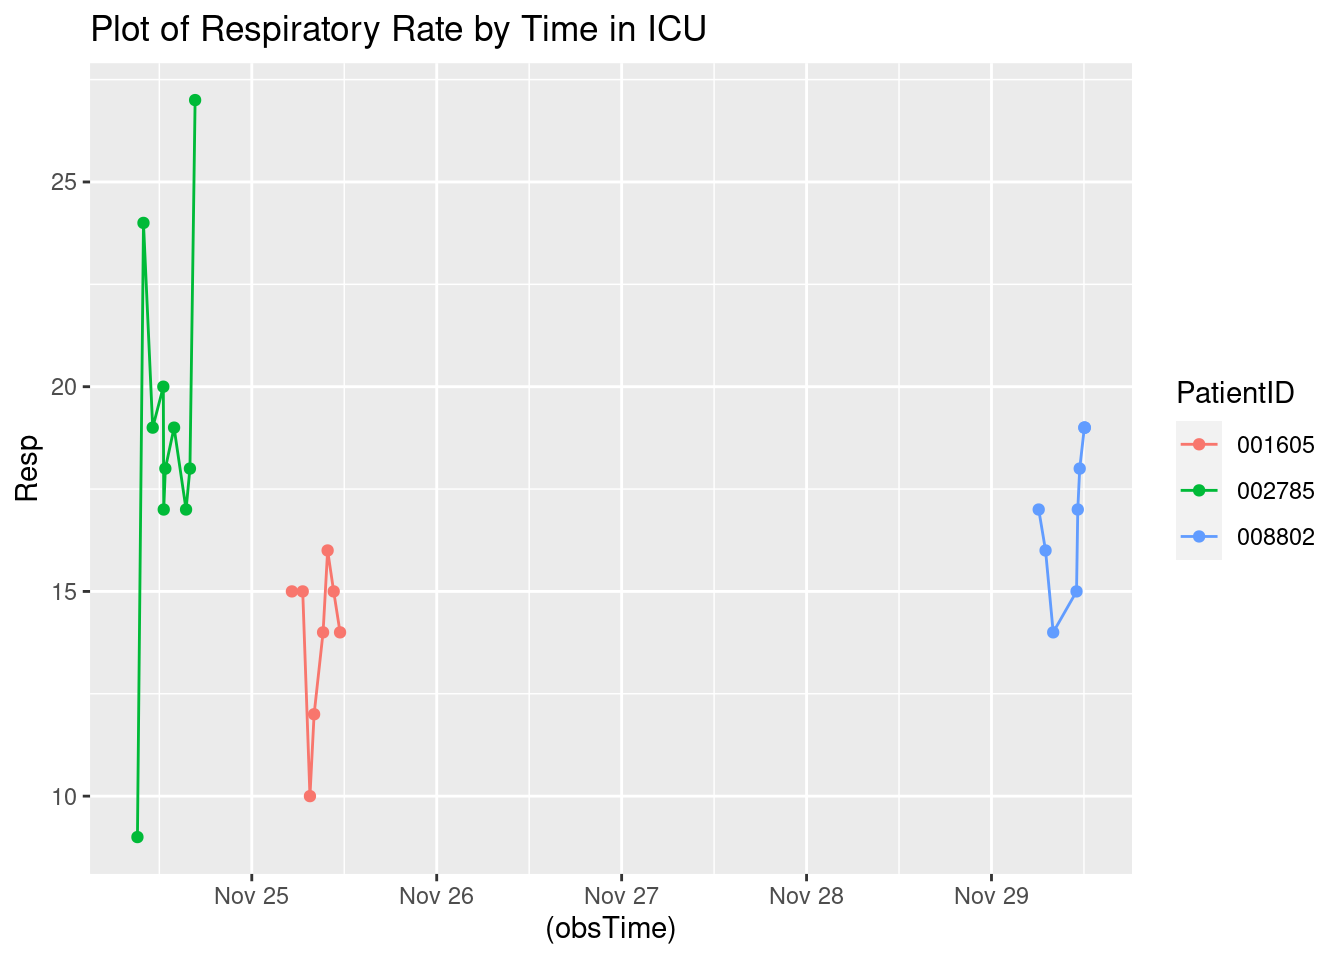 Plot of Respiratory Rate by Time in ICU
Resp
25
20
15
10
Nov 25 Nov 26 Nov 27 Nov 28 Nov 29
(obsTime)
PatientID
001605
002785
008802